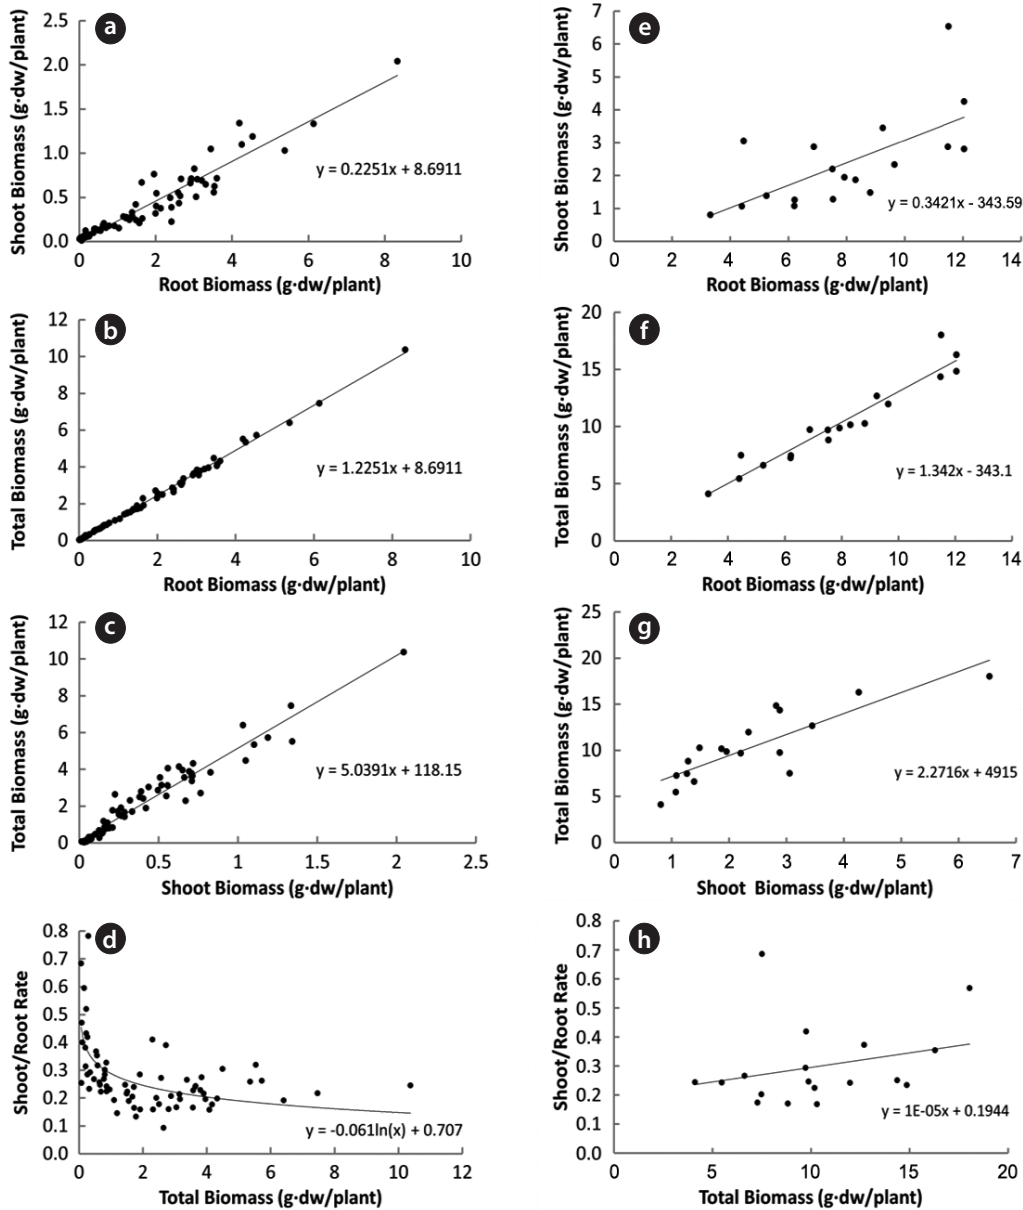 a
2.5
2.0
1.5
1.0
0.5
0.0
Shoot Biomass (g·dw/plant)
y = 0.2251x + 8.6911
0 2 4 6 8 10
Root Biomass (g·dw/plant)
e
7
6
5
4
3
2
1
0
Shoot Biomass (g·dw/plant)
y = 0.3421x - 343.59
0 2 4 6 8 10 12 14
Root Biomass (g·dw/plant)
b
12
10
8
6
4
2
0
Total Biomass (g·dw/plant)
y = 1.2251x + 8.6911
0 2 4 6 8 10
Root Biomass (g·dw/plant)
f
20
15
10
5
0
Total Biomass (g·dw/plant)
y = 1.342x - 343.1
0 2 4 6 8 10 12 14
Root Biomass (g·dw/plant)
c
12
10
8
6
4
2
0
Total Biomass (g·dw/plant)
y = 5.0391x + 118.15
0 0.5 1 1.5 2 2.5
Shoot Biomass (g·dw/plant)
g
25
20
15
10
5
0
Total Biomass (g·dw/plant)
y = 2.2716x + 4915
0 1 2 3 4 5 6 7
Shoot Biomass (g·dw/plant)
d
0.8
0.7
0.6
0.5
0.4
0.3
0.2
0.1
0.0
Shoot/Root Rate
y = -0.061ln(x) + 0.707
0 2 4 6 8 10 12
Total Biomass (g·dw/plant)
h
0.8
0.7
0.6
0.5
0.4
0.3
0.2
0.1
0.0
Shoot/Root Rate
y = 1E-05x + 0.1944
0 5 10 15 20
Total Biomass (g·dw/plant)